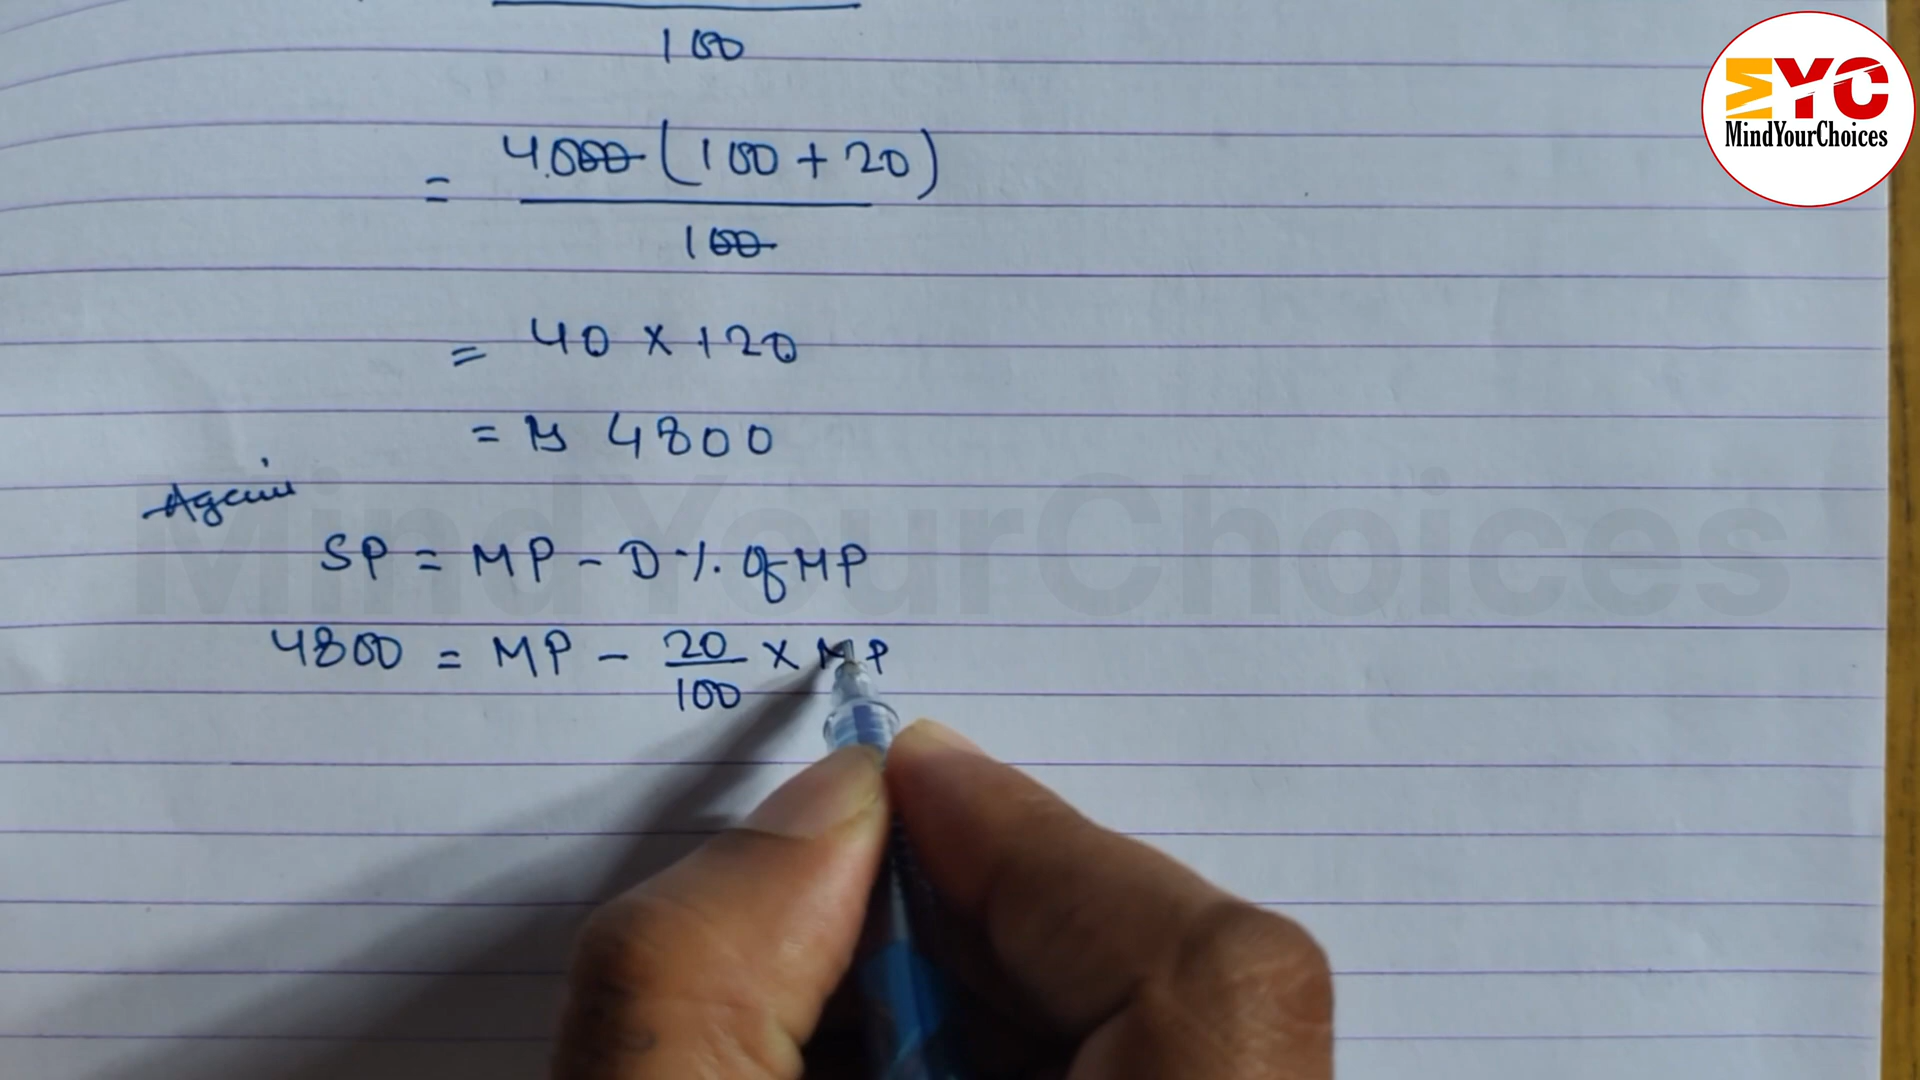 100
= 4000 (100 + 20)
100
= 40 x 120
= Rs 4800
Again
SP = MP - D % of MP
4800 = MP - 20/100 x MP
MYC
MindYourChoices
MindYourChoices